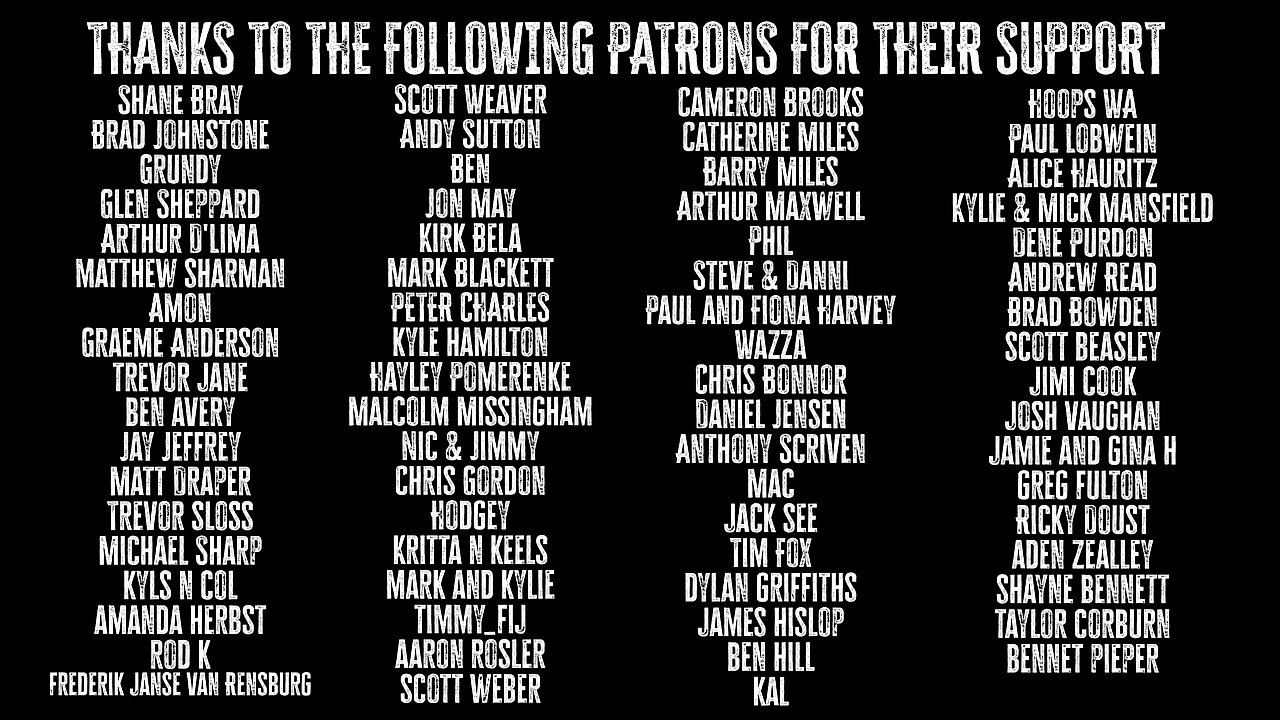 THANKS TO THE FOLLOWING PATRONS FOR THEIR SUPPORT
SHANE BRAY
BRAD JOHNSTONE
GRUNDY
GLEN SHEPPARD
ARTHUR D'LIMA
MATTHEW SHARMAN
AMON
GRAEME ANDERSON
TREVOR JANE
BEN AVERY
JAY JEFFREY
MATT DRAPER
TREVOR SLOSS
MICHAEL SHARP
KYLS N COL
AMANDA HERBST
ROD K
FREDERIK JANSE VAN RENSBURG
SCOTT WEAVER
ANDY SUTTON
BEN
JON MAY
KIRK BELA
MARK BLACKETT
PETER CHARLES
KYLE HAMILTON
HAYLEY POMERENKE
MALCOLM MISSINGHAM
NIC & JIMMY
CHRIS GORDON
HODGEY
KRITTA N KEELS
MARK AND KYLIE
TIMMY_FIJ
AARON ROSLER
SCOTT WEBER
CAMERON BROOKS
CATHERINE MILES
BARRY MILES
ARTHUR MAXWELL
PHIL
STEVE & DANNI
PAUL AND FIONA HARVEY
WAZZA
CHRIS BONNOR
DANIEL JENSEN
ANTHONY SCRIVEN
MAC
JACK SEE
TIM FOX
DYLAN GRIFFITHS
JAMES HISLOP
BEN HILL
KAL
HOOPS WA
PAUL LOBWEIN
ALICE HAURITZ
KYLIE & MICK MANSFIELD
DENE PURDON
ANDREW READ
BRAD BOWDEN
SCOTT BEASLEY
JIMI COOK
JOSH VAUGHAN
JAMIE AND GINA H
GREG FULTON
RICKY DOUST
ADEN ZEALLEY
SHAYNE BENNETT
TAYLOR CORBURN
BENNET PIEPER